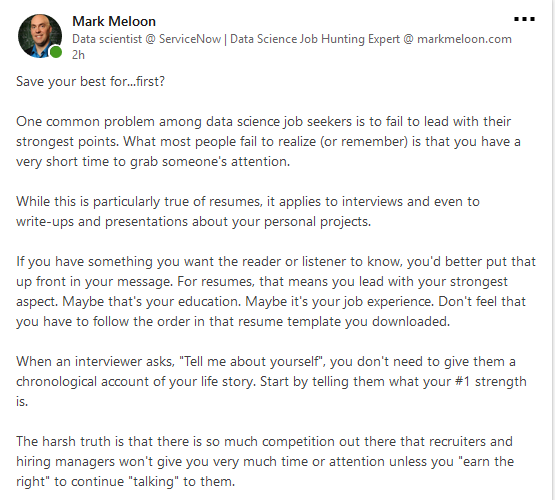 Mark Meloon
Data scientist @ ServiceNow | Data Science Job Hunting Expert @ markmeloon.com
2h
Save your best for...first?
One common problem among data science job seekers is to fail to lead with their
strongest points. What most people fail to realize (or remember) is that you have a
very short time to grab someone's attention.
While this is particularly true of resumes, it applies to interviews and even to
write-ups and presentations about your personal projects.
If you have something you want the reader or listener to know, you'd better put that
up front in your message. For resumes, that means you lead with your strongest
aspect. Maybe that's your education. Maybe it's your job experience. Don't feel that
you have to follow the order in that resume template you downloaded.
When an interviewer asks, "Tell me about yourself", you don't need to give them a
chronological account of your life story. Start by telling them what your #1 strength
is.
The harsh truth is that there is so much competition out there that recruiters and
hiring managers won't give you very much time or attention unless you "earn the
right" to continue "talking" to them.